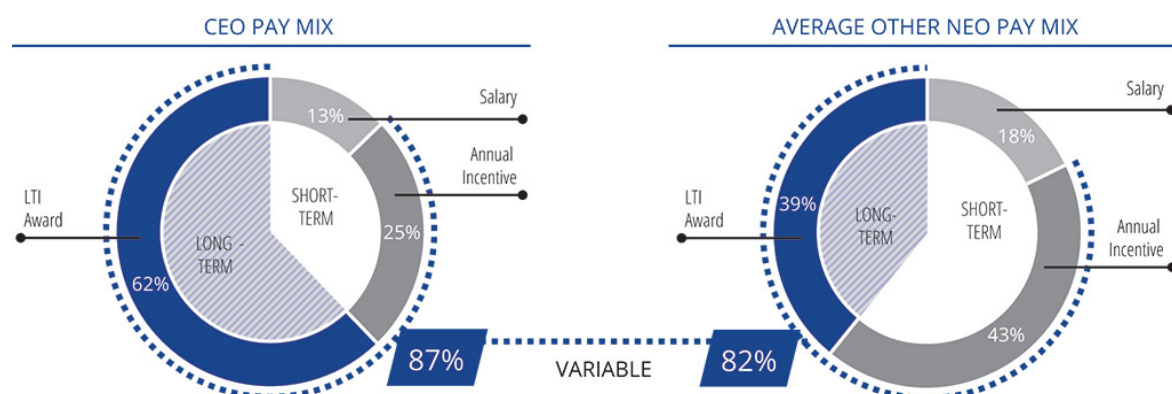 CEO PAY MIX
13%
Salary
Annual
Incentive
SHORT-
TERM
25%
LTI
Award
LONG -
TERM
62%
87%
VARIABLE
AVERAGE OTHER NEO PAY MIX
Salary
18%
LTI
Award
39%
LONG-
TERM
SHORT-
TERM
Annual
Incentive
43%
82%